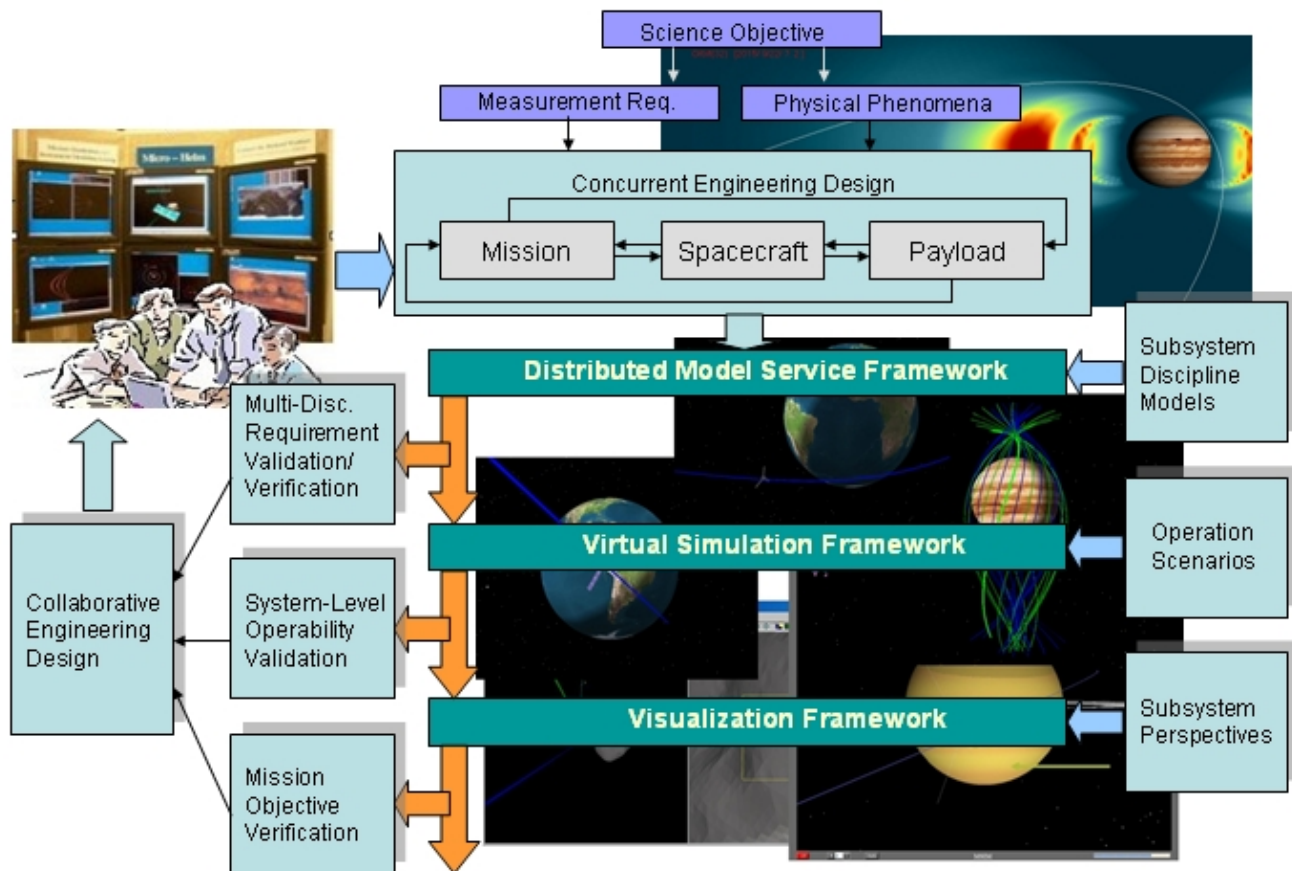 Science Objective
Measurement Req.
Physical Phenomena
Micro - Helm
Concurrent Engineering Design
Mission
Spacecraft
Payload
Distributed Model Service Framework
Subsystem
Discipline
Models
Multi-Disc.
Requirement
Validation/
Verification
Virtual Simulation Framework
Operation
Scenarios
Collaborative
Engineering
Design
System-Level
Operability
Validation
Visualization Framework
Subsystem
Perspectives
Mission
Objective
Verification